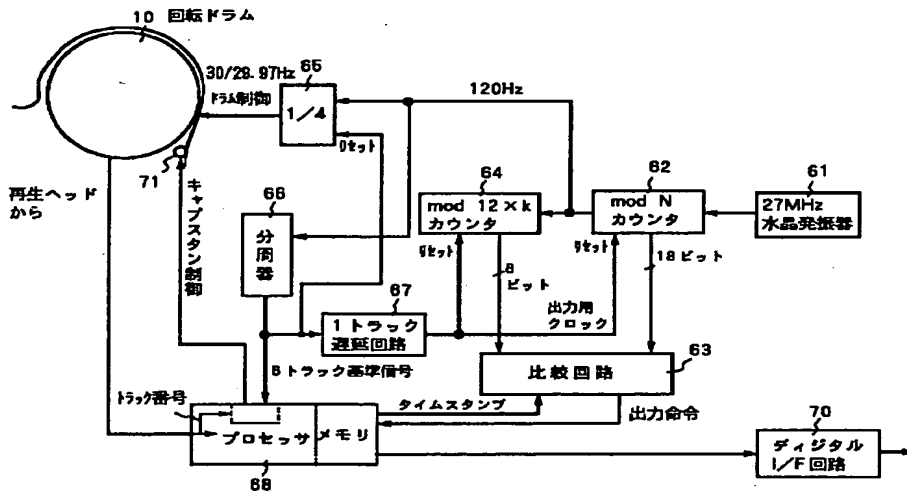 10 回転ドラム
30/29.97Hz
ドラム制御
65
1/4
リセット
120Hz
71
再生ヘッド
から
キャプスタン制御
66
分周器
64
mod 12×k
カウンタ
リセット
62
mod N
カウンタ
リセット
61
27MHz
水晶発振器
8
ビット
18ビット
67
1トラック
遅延回路
出力用
クロック
6トラック基準信号
比較回路
63
トラック番号
プロセッサ
メモリ
タイムスタンプ
出力命令
68
70
ディジタル
I/F回路